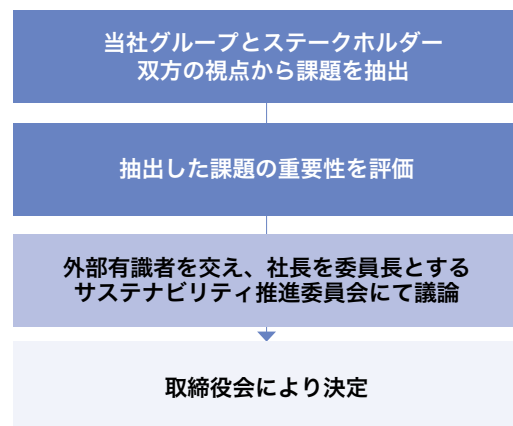 当社グループとステークホルダー
双方の視点から課題を抽出
抽出した課題の重要性を評価
外部有識者を交え、社長を委員長とする
サステナビリティ推進委員会にて議論
取締役会により決定